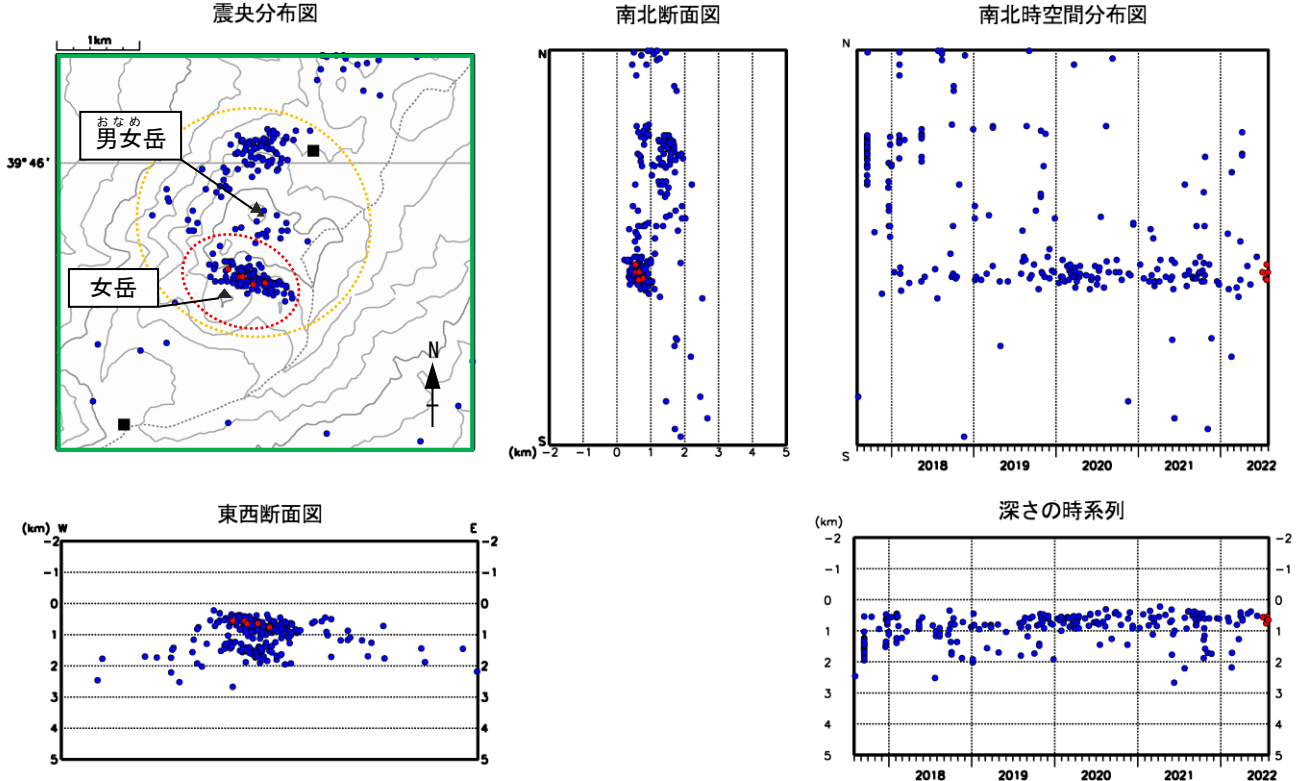 震央分布図
1km
おなめ
男女岳
39°46'
女岳
N
南北断面図
N
S
(km)
-2 -1 0 1 2 3 4 5
南北時空間分布図
N
S
2018 2019 2020 2021 2022
東西断面図
(km) W E
-2 -2
-1 -1
0 0
1 1
2 2
3 3
4 4
5 5
深さの時系列
(km)
-2 -2
-1 -1
0 0
1 1
2 2
3 3
4 4
5 5
2018 2019 2020 2021 2022